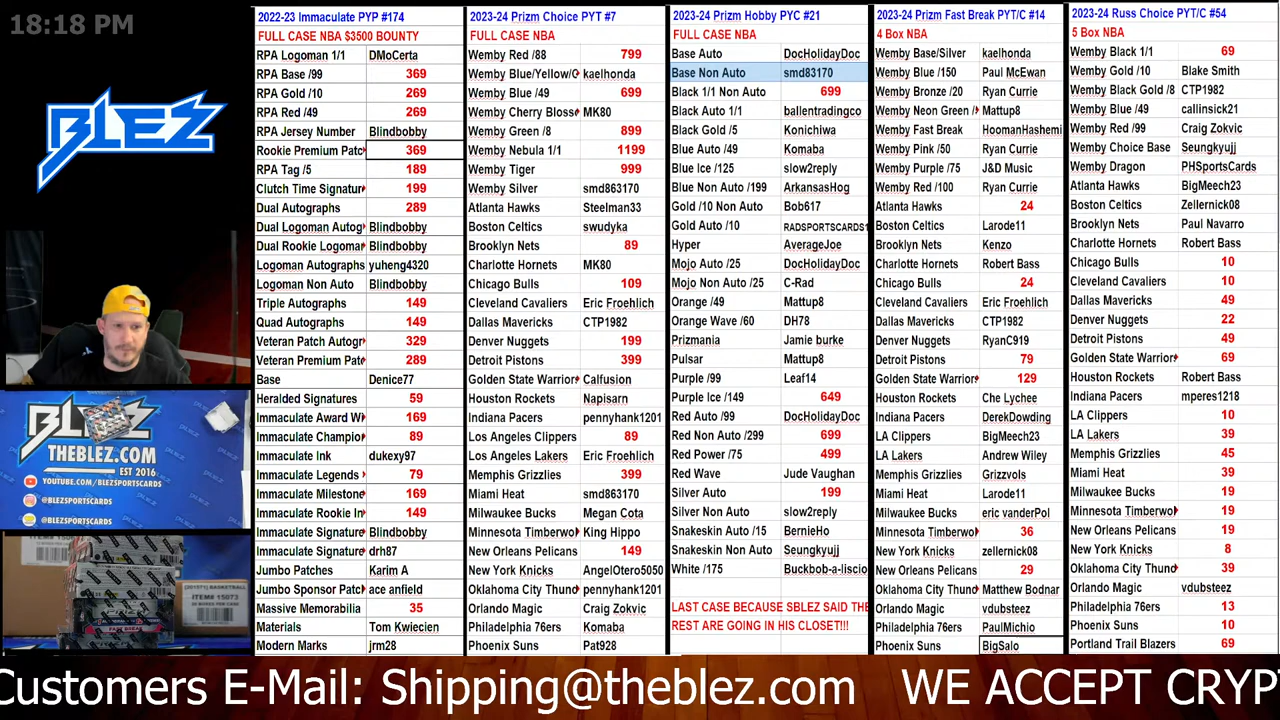 18:18 PM
BLEZ
BLEZ
THEBLEZ.COM
EST 2016
YOUTUBE.COM/BLEZSPORTSCARDS
@BLEZSPORTSCARDS
@BLEZSPORTSCARDS
ITEM# 15073
2022-23 Immaculate PYP #174
FULL CASE NBA $3500 BOUNTY
RPA Logoman 1/1 DMoCerta
RPA Base /99 369
RPA Gold /10 269
RPA Red /49 269
RPA Jersey Number Blindbobby
Rookie Premium Patc 369
RPA Tag /5 189
Clutch Time Signatur 199
Dual Autographs 289
Dual Logoman Autog Blindbobby
Dual Rookie Logoma Blindbobby
Logoman Autographs yuheng4320
Logoman Non Auto Blindbobby
Triple Autographs 149
Quad Autographs 149
Veteran Patch Autogr 329
Veteran Premium Pate 289
Base Denice77
Heralded Signatures 59
Immaculate Award Wi 169
Immaculate Champio 89
Immaculate Ink dukexy97
Immaculate Legends 79
Immaculate Milestone 169
Immaculate Rookie In 149
Immaculate Signature Blindbobby
Immaculate Signature drh87
Jumbo Patches Karim A
Jumbo Sponsor Patc ace anfield
Massive Memorabilia 35
Materials Tom Kwiecien
Modern Marks jrm28
2023-24 Prizm Choice PYT #7
FULL CASE NBA
Wemby Red /88 799
Wemby Blue/Yellow/G kaelhonda
Wemby Blue /49 699
Wemby Cherry Blosso MK80
Wemby Green /8 899
Wemby Nebula 1/1 1199
Wemby Tiger 999
Wemby Silver smd863170
Atlanta Hawks Steelman33
Boston Celtics swudyka
Brooklyn Nets 89
Charlotte Hornets MK80
Chicago Bulls 109
Cleveland Cavaliers Eric Froehlich
Dallas Mavericks CTP1982
Denver Nuggets 199
Detroit Pistons 399
Golden State Warrior Calfusion
Houston Rockets Napisarn
Indiana Pacers pennyhank1201
Los Angeles Clippers 89
Los Angeles Lakers Eric Froehlich
Memphis Grizzlies 399
Miami Heat smd863170
Milwaukee Bucks Megan Cota
Minnesota Timberwo King Hippo
New Orleans Pelicans 149
New York Knicks AngelOtero5050
Oklahoma City Thund pennyhank1201
Orlando Magic Craig Zokvic
Philadelphia 76ers Komaba
Phoenix Suns Pat928
2023-24 Prizm Hobby PYC #21
FULL CASE NBA
Base Auto DocHolidayDoc
Base Non Auto smd83170
Black 1/1 Non Auto 699
Black Auto 1/1 ballentradingco
Black Gold /5 Konichiwa
Blue Auto /49 Komaba
Blue Ice /125 slow2reply
Blue Non Auto /199 ArkansasHog
Gold /10 Non Auto Bob617
Gold Auto /10 RADSPORTSCARDS1
Hyper AverageJoe
Mojo Auto /25 DocHolidayDoc
Mojo Non Auto /25 C-Rad
Orange /49 Mattup8
Orange Wave /60 DH78
Prizmania Jamie burke
Pulsar Mattup8
Purple /99 Leaf14
Purple Ice /149 649
Red Auto /99 DocHolidayDoc
Red Non Auto /299 699
Red Power /75 499
Red Wave Jude Vaughan
Silver Auto 199
Silver Non Auto slow2reply
Snakeskin Auto /15 BernieHo
Snakeskin Non Auto Seungkyujj
White /175 Buckbob-a-liscio
LAST CASE BECAUSE SBLEZ SAID THE
REST ARE GOING IN HIS CLOSET!!!
2023-24 Prizm Fast Break PYT/C #14
4 Box NBA
Wemby Base/Silver kaelhonda
Wemby Blue /150 Paul McEwan
Wemby Bronze /20 Ryan Currie
Wemby Neon Green / Mattup8
Wemby Fast Break HoomanHashemi
Wemby Pink /50 Ryan Currie
Wemby Purple /75 J&D Music
Wemby Red /100 Ryan Currie
Atlanta Hawks 24
Boston Celtics Larode11
Brooklyn Nets Kenzo
Charlotte Hornets Robert Bass
Chicago Bulls 24
Cleveland Cavaliers Eric Froehlich
Dallas Mavericks CTP1982
Denver Nuggets RyanC919
Detroit Pistons 79
Golden State Warrior 129
Houston Rockets Che Lychee
Indiana Pacers DerekDowding
LA Clippers BigMeech23
LA Lakers Andrew Wiley
Memphis Grizzlies Grizzvols
Miami Heat Larode11
Milwaukee Bucks eric vanderPol
Minnesota Timberwo 36
New York Knicks zellernick08
New Orleans Pelicans 29
Oklahoma City Thund Matthew Bodnar
Orlando Magic vdubsteez
Philadelphia 76ers PaulMichio
Phoenix Suns BigSalo
2023-24 Russ Choice PYT/C #54
5 Box NBA
Wemby Black 1/1 69
Wemby Gold /10 Blake Smith
Wemby Black Gold /8 CTP1982
Wemby Blue /49 callinsick21
Wemby Red /99 Craig Zokvic
Wemby Choice Base Seungkyujj
Wemby Dragon PHSportsCards
Atlanta Hawks BigMeech23
Boston Celtics Zellernick08
Brooklyn Nets Paul Navarro
Charlotte Hornets Robert Bass
Chicago Bulls 10
Cleveland Cavaliers 10
Dallas Mavericks 49
Denver Nuggets 22
Detroit Pistons 49
Golden State Warrior 69
Houston Rockets Robert Bass
Indiana Pacers mperes1218
LA Clippers 10
LA Lakers 39
Memphis Grizzlies 45
Miami Heat 39
Milwaukee Bucks 19
Minnesota Timberwo 19
New Orleans Pelicans 19
New York Knicks 8
Oklahoma City Thund 39
Orlando Magic vdubsteez
Philadelphia 76ers 13
Phoenix Suns 10
Portland Trail Blazers 69
Customers E-Mail: Shipping@theblez.com WE ACCEPT CRYPT